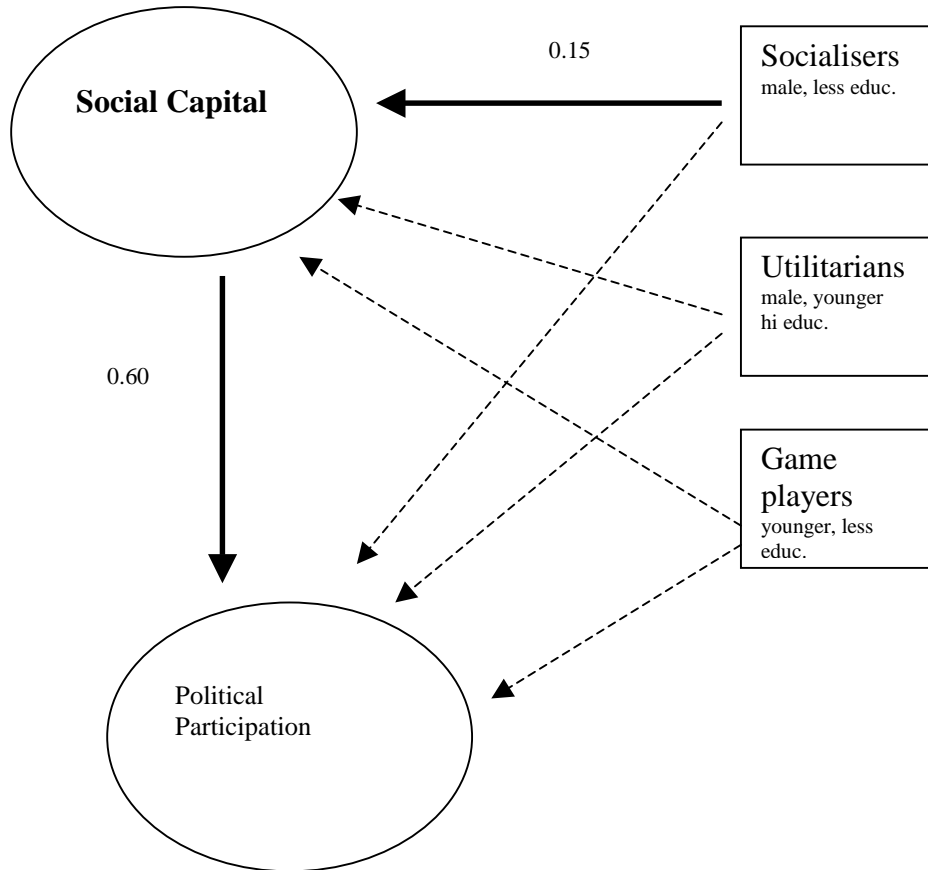 0.15
Social Capital
Socialisers
male, less educ.
Utilitarians
male, younger
hi educ.
0.60
Game
players
younger, less
educ.
Political
Participation